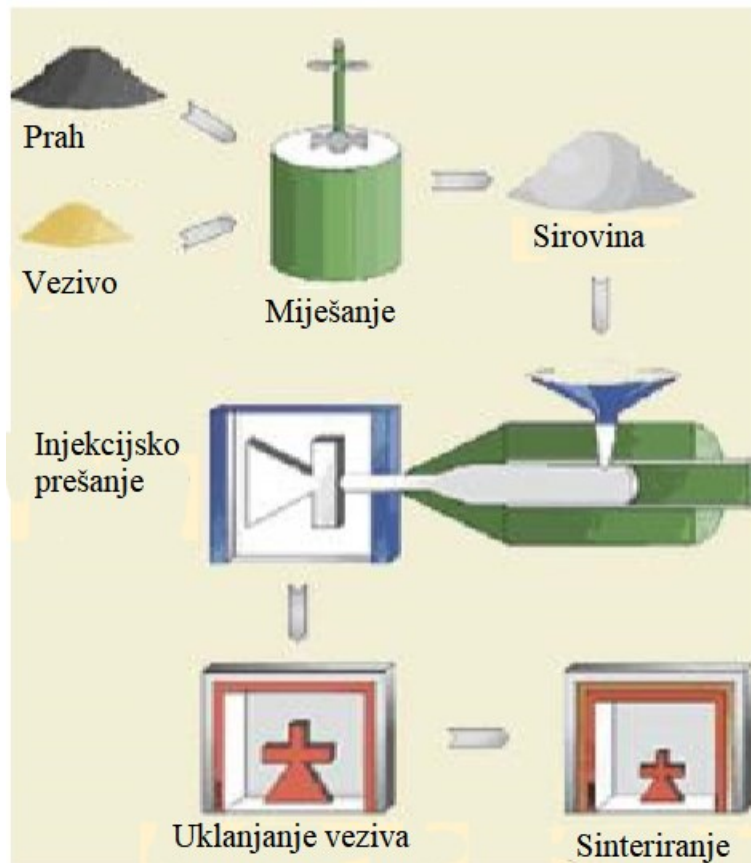 Prah
Vezivo
Miješanje
Sirovina
Injekcijsko
prešanje
Uklanjanje veziva
Sinteriranje